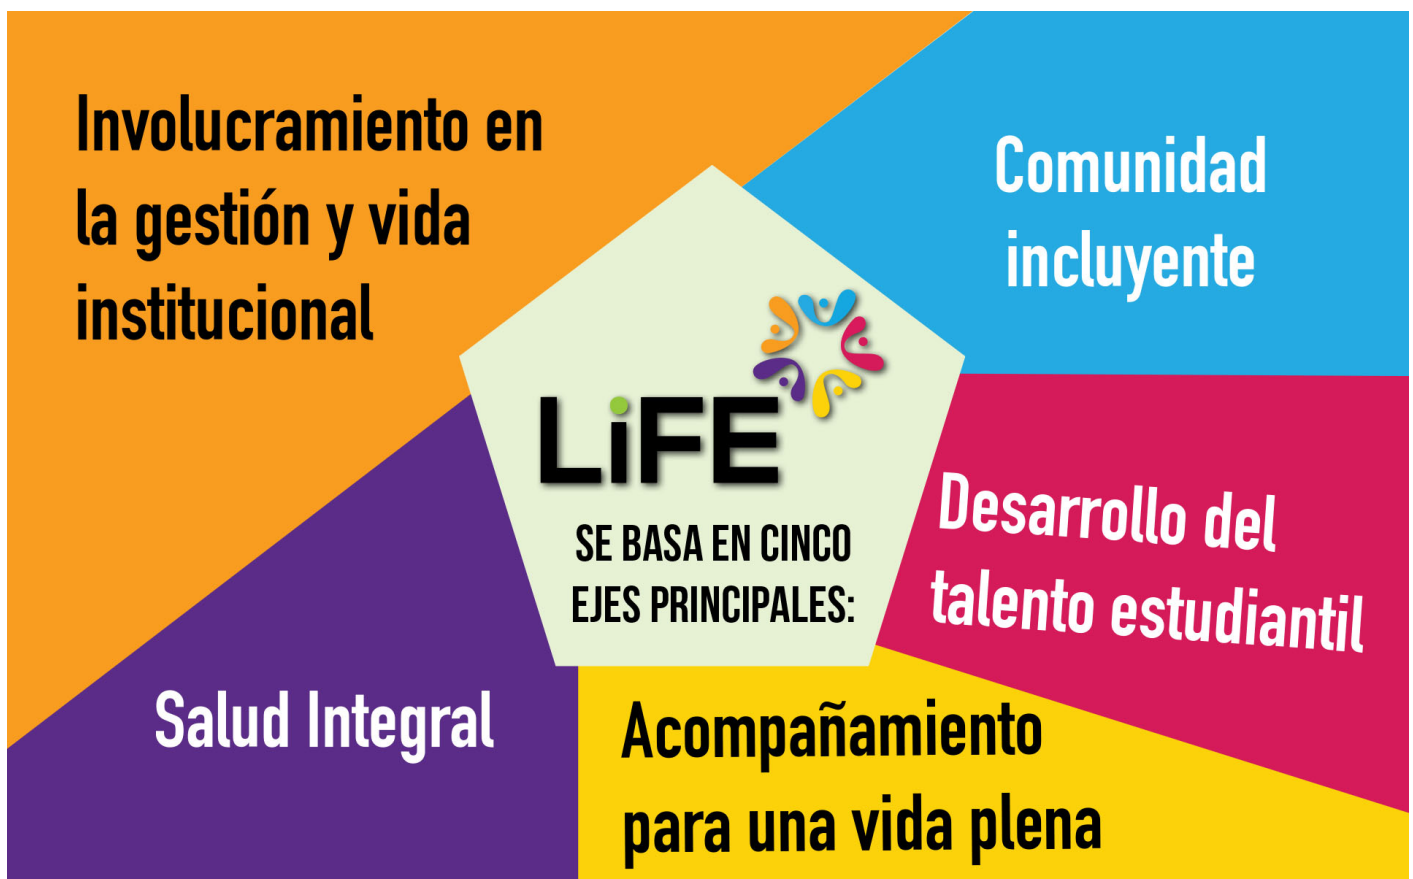 Involucramiento en
la gestión y vida
institucional
Comunidad
incluyente
LiFE
SE BASA EN CINCO
EJES PRINCIPALES:
Desarrollo del
talento estudiantil
Salud Integral
Acompañamiento
para una vida plena